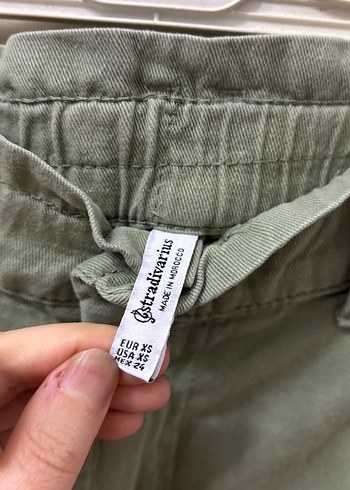 Stradivarius
MADE IN MOROCCO
EUR XS
USA XS
MEX 24